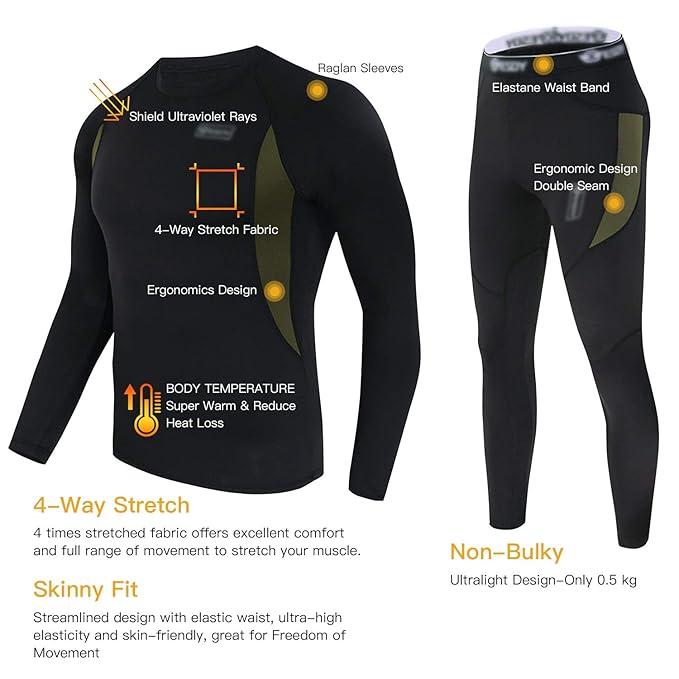 Raglan Sleeves
Shield Ultraviolet Rays
4-Way Stretch Fabric
Ergonomics Design
BODY TEMPERATURE
Super Warm & Reduce
Heat Loss
Elastane Waist Band
Ergonomic Design
Double Seam
4-Way Stretch
4 times stretched fabric offers excellent comfort
and full range of movement to stretch your muscle.
Skinny Fit
Streamlined design with elastic waist, ultra-high
elasticity and skin-friendly, great for Freedom of
Movement
Non-Bulky
Ultralight Design-Only 0.5 kg